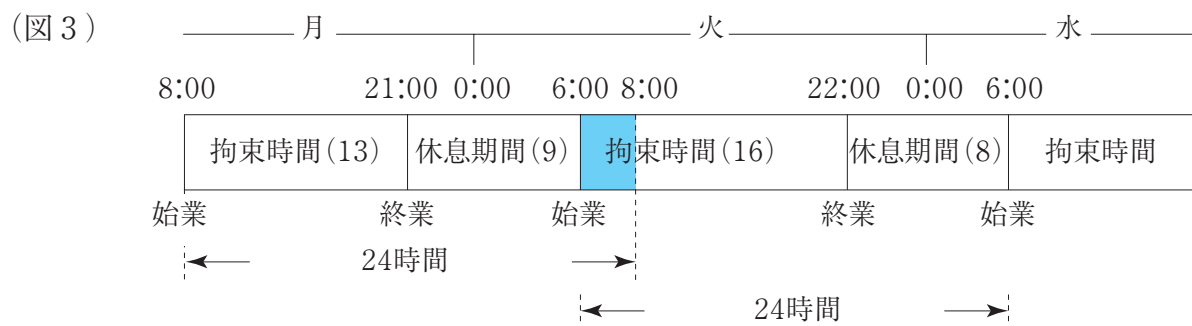 (図3)
月 火 水
8:00 21:00 0:00 6:00 8:00 22:00 0:00 6:00
拘束時間(13) 休息期間(9) 拘束時間(16) 休息期間(8) 拘束時間
始業 終業 始業 終業 始業
24時間
24時間